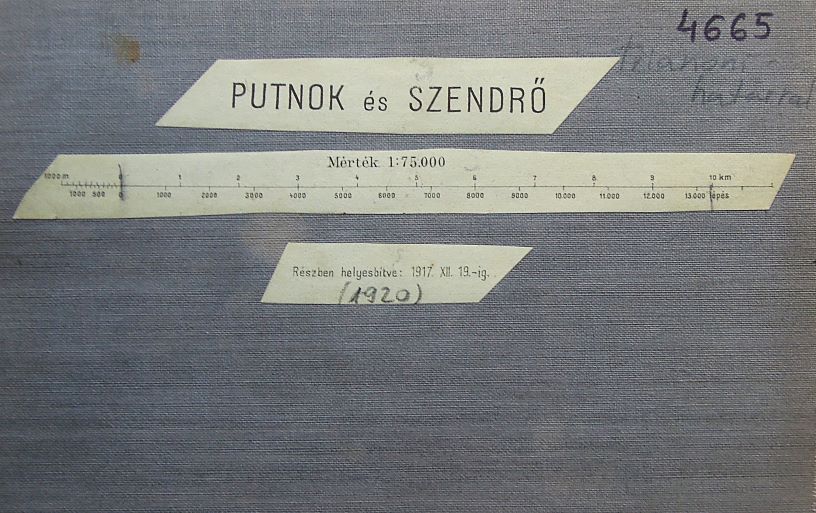 4665
trianoni
határral
PUTNOK és SZENDRŐ
Mérték 1:75.000
1000 m 0 1 2 3 4 5 6 7 8 9 10 km
1000 500 0 1000 2000 3000 4000 5000 6000 7000 8000 9000 10.000 11.000 12.000 13.000 lépés
Részben helyesbítve: 1917. XII. 19.-ig.
(1920)